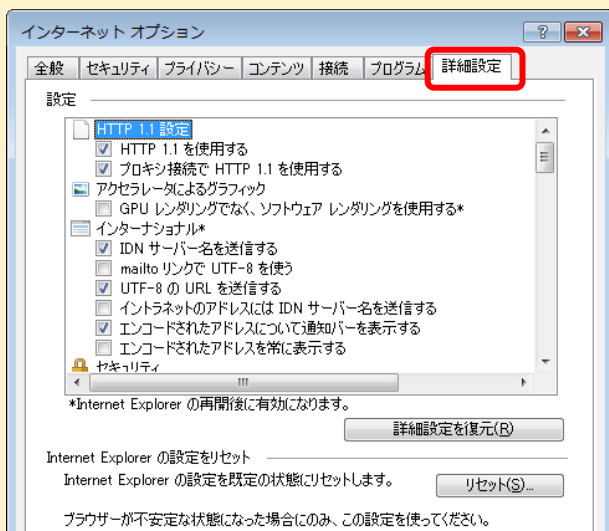 インターネット オプション
全般 セキュリティ プライバシー コンテンツ 接続 プログラム 詳細設定
設定
HTTP 1.1 設定
HTTP 1.1 を使用する
プロキシ接続で HTTP 1.1 を使用する
アクセラレータによるグラフィック
GPU レンダリングでなく、ソフトウェア レンダリングを使用する*
インターナショナル*
IDN サーバー名を送信する
mailto リンクで UTF-8 を使う
UTF-8 の URL を送信する
イントラネットのアドレスには IDN サーバー名を送信する
エンコードされたアドレスについて通知バーを表示する
エンコードされたアドレスを常に表示する
セキュリティ
*Internet Explorer の再開後に有効になります。
詳細設定を復元(R)
Internet Explorer の設定をリセット
Internet Explorer の設定を既定の状態にリセットします。
リセット(S)...
ブラウザーが不安定な状態になった場合にのみ、この設定を使ってください。